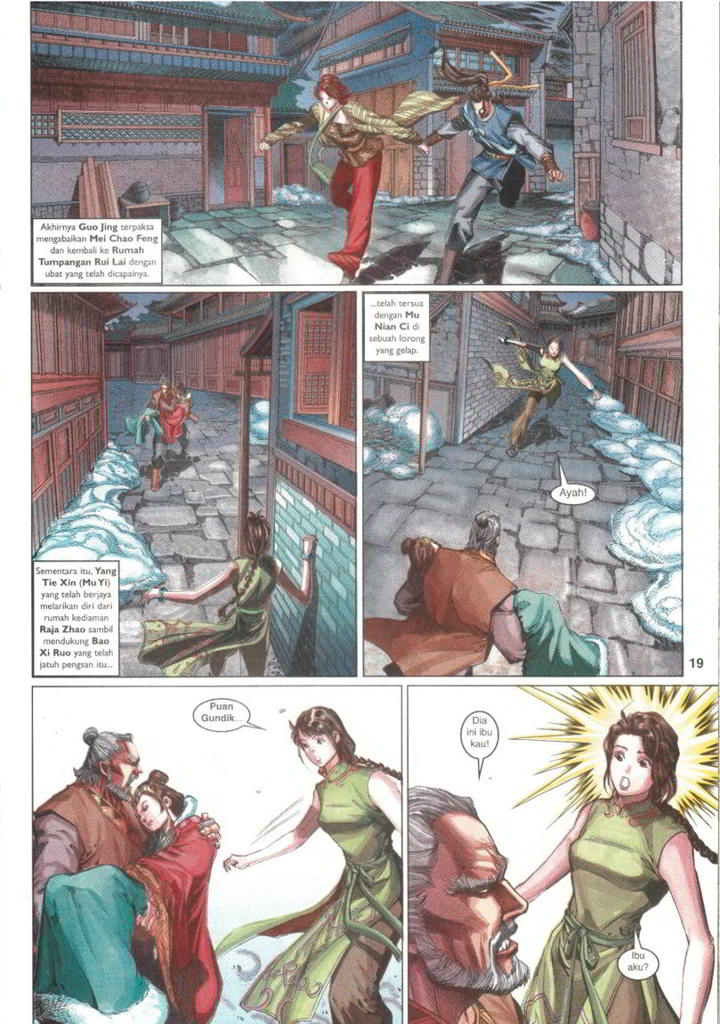 Akhirnya Guo Jing terpaksa
mengabaikan Mei Chao Feng
dan kembali ke Rumah
Tumpangan Rui Lai dengan
ubat yang telah dicapainya.
Sementara itu, Yang
Tie Xin (Mu Yi)
yang telah berjaya
melarikan diri dari
rumah kediaman
Raja Zhao sambil
mendukung Bao
Xi Ruo yang telah
jatuh pengsan itu...
...telah tersua
dengan Mu
Nian Ci di
sebuah lorong
yang gelap.
Ayah!
19
Puan
Gundik...
Dia
ini ibu
kau!
Ibu
aku?